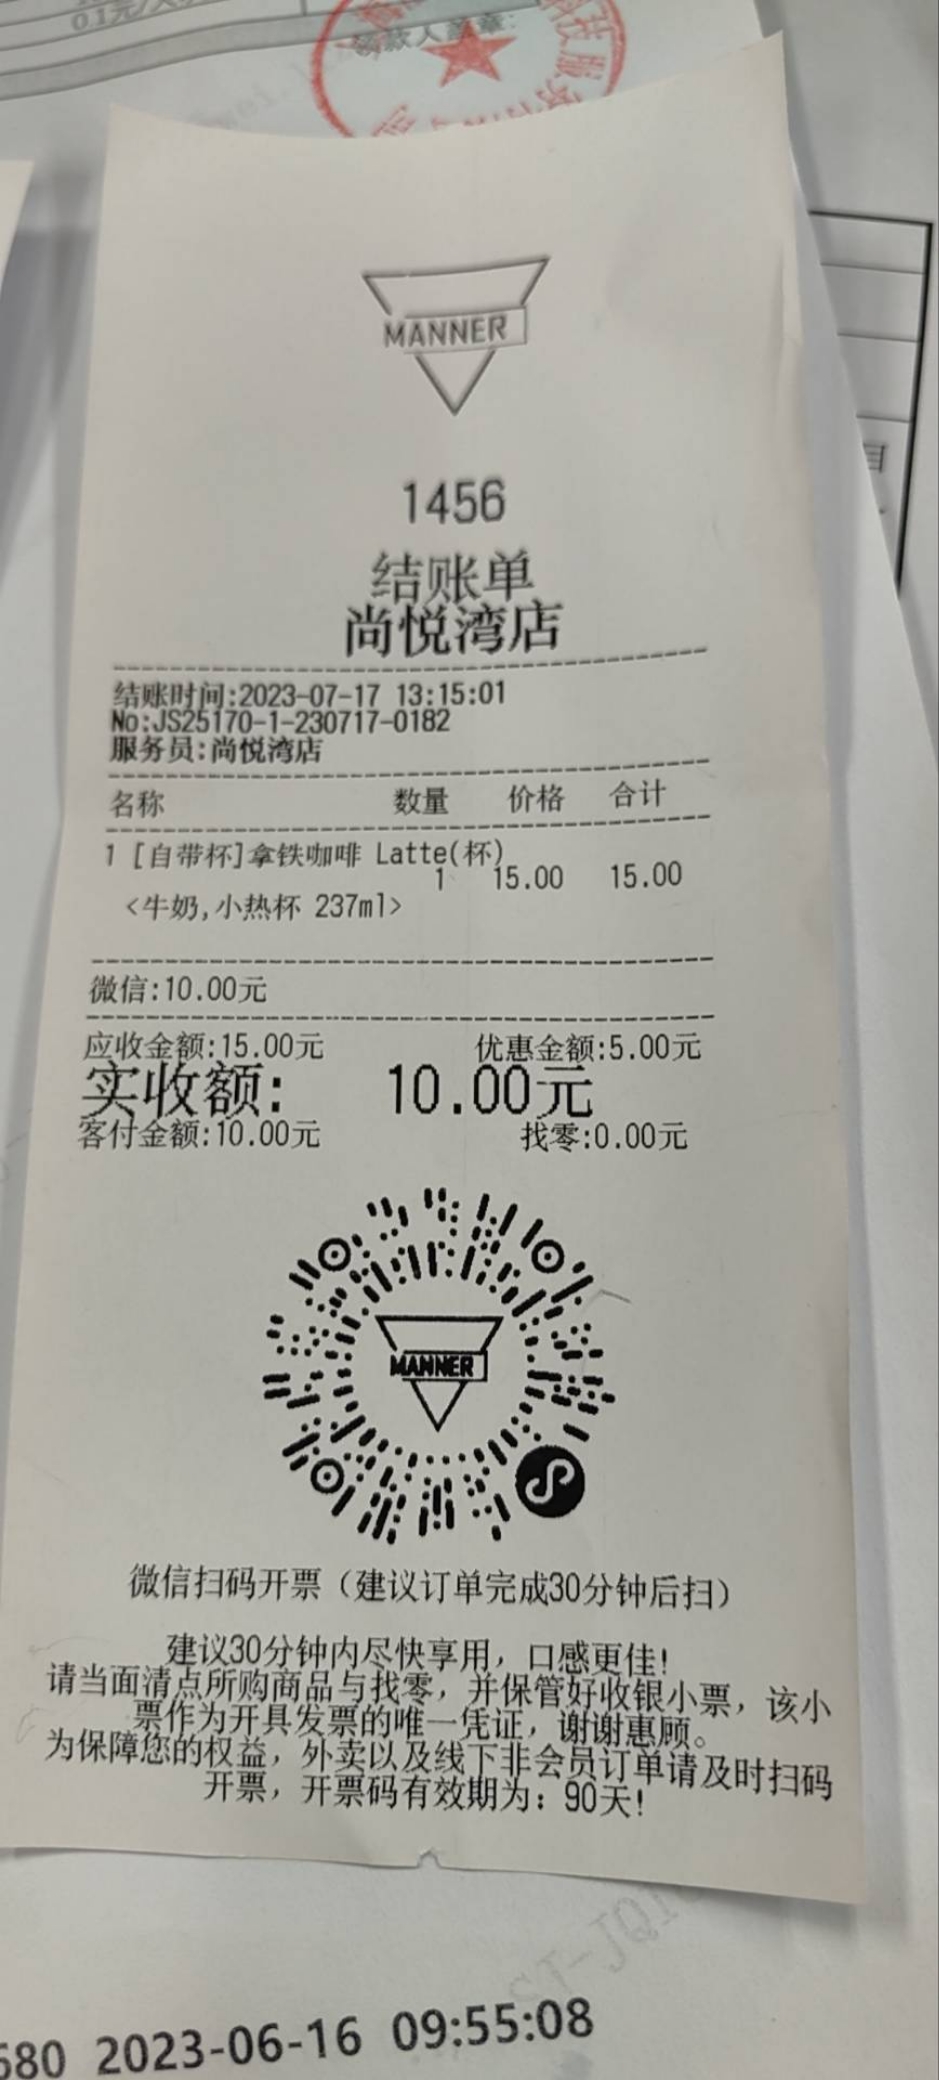 0.1元/
领款人签章:
MANNER
1456
结账单
尚悦湾店
结账时间:2023-07-17 13:15:01
No:JS25170-1-230717-0182
服务员:尚悦湾店
名称 数量 价格 合计
1 [自带杯]拿铁咖啡 Latte(杯)
1 15.00 15.00
<牛奶,小热杯 237ml>
微信:10.00元
应收金额:15.00元 优惠金额:5.00元
实收额: 10.00元
客付金额:10.00元 找零:0.00元
MANNER
微信扫码开票（建议订单完成30分钟后扫）
建议30分钟内尽快享用，口感更佳!
请当面清点所购商品与找零，并保管好收银小票，该小
票作为开具发票的唯一凭证，谢谢惠顾。
为保障您的权益，外卖以及线下非会员订单请及时扫码
开票，开票码有效期为：90天!
680 2023-06-16 09:55:08